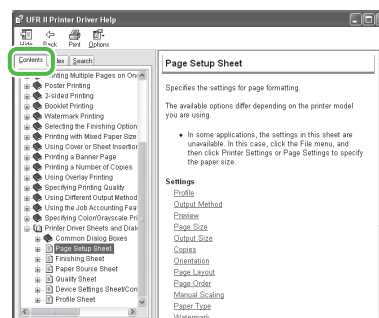 UFR II Printer Driver Help
Hide Back Print Options
Contents Index Search
Printing Multiple Pages on One
Poster Printing
2-sided Printing
Booklet Printing
Watermark Printing
Selecting the Finishing Option
Printing with Mixed Paper Size
Using Cover or Sheet Insertion
Printing a Banner Page
Printing a Number of Copies
Using Overlay Printing
Specifying Printing Quality
Using Different Output Method
Using the Job Accounting Fea
Specifying Color/Grayscale Pri
Printer Driver Sheets and Dialo
Common Dialog Boxes
Page Setup Sheet
Finishing Sheet
Paper Source Sheet
Quality Sheet
Device Settings Sheet/Con
Profile Sheet
Page Setup Sheet
Specifies the settings for page formatting.
The available options differ depending on the printer model
you are using.
• In some applications, the settings in this sheet are
unavailable. In this case, click the File menu, and
then click Printer Settings or Page Settings to specify
the paper size.
Settings
Profile
Output Method
Preview
Page Size
Output Size
Copies
Orientation
Page Layout
Page Order
Manual Scaling
Paper Type
Watermark